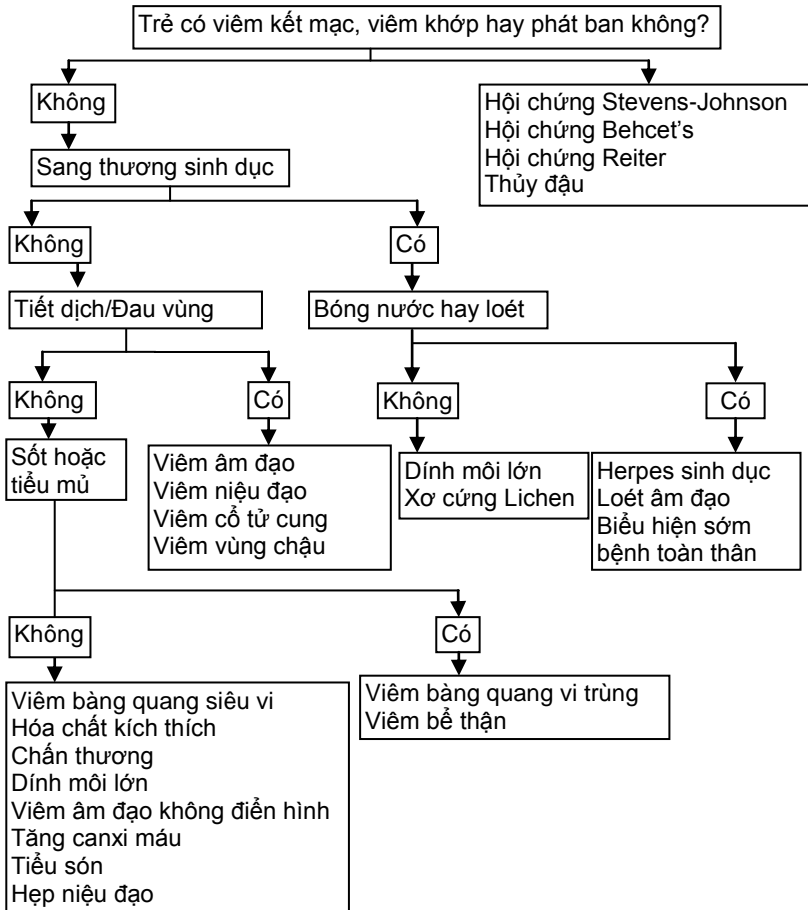 Trẻ có viêm kết mạc, viêm khớp hay phát ban không?
Không
Hội chứng Stevens-Johnson
Hội chứng Behcet's
Hội chứng Reiter
Thủy đậu
Sang thương sinh dục
Không
Có
Tiết dịch/Đau vùng
Bóng nước hay loét
Không
Có
Không
Có
Sốt hoặc
tiểu mủ
Viêm âm đạo
Viêm niệu đạo
Viêm cổ tử cung
Viêm vùng chậu
Dính môi lớn
Xơ cứng Lichen
Herpes sinh dục
Loét âm đạo
Biểu hiện sớm
bệnh toàn thân
Không
Có
Viêm bàng quang siêu vi
Hóa chất kích thích
Chấn thương
Dính môi lớn
Viêm âm đạo không điển hình
Tăng canxi máu
Tiểu són
Hẹp niệu đạo
Viêm bàng quang vi trùng
Viêm bể thận